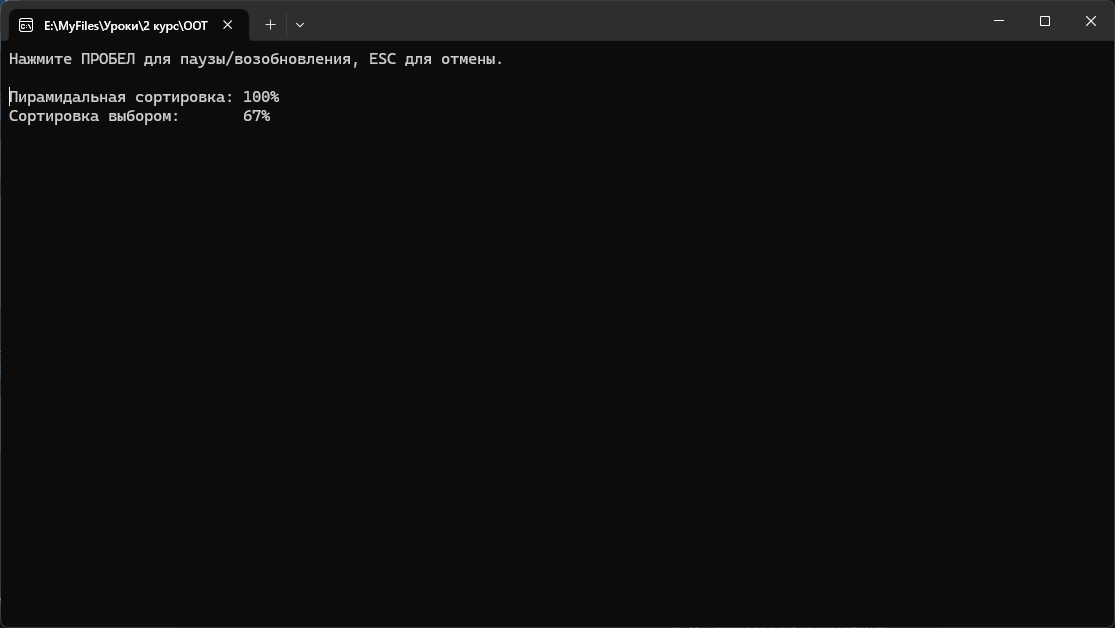 E:\MyFiles\Уроки\2 курс\ООТ
Нажмите ПРОБЕЛ для паузы/возобновления, ESC для отмены.
Пирамидальная сортировка: 100%
Сортировка выбором: 67%